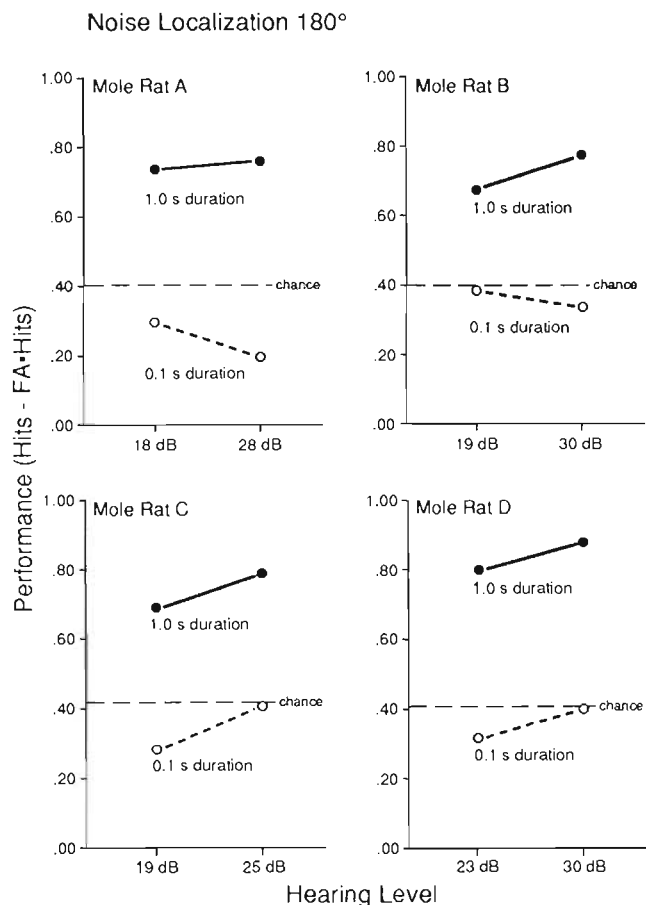 Noise Localization 180°
Performance (Hits - FA•Hits)
Mole Rat A
1.00
.80
.60
.40
.20
.00
1.0 s duration
chance
0.1 s duration
18 dB 28 dB
Mole Rat B
1.00
.80
.60
.40
.20
.00
1.0 s duration
chance
0.1 s duration
19 dB 30 dB
Mole Rat C
1.00
.80
.60
.40
.20
.00
1.0 s duration
chance
0.1 s duration
19 dB 25 dB
Mole Rat D
1.00
.80
.60
.40
.20
.00
1.0 s duration
chance
0.1 s duration
23 dB 30 dB
Hearing Level